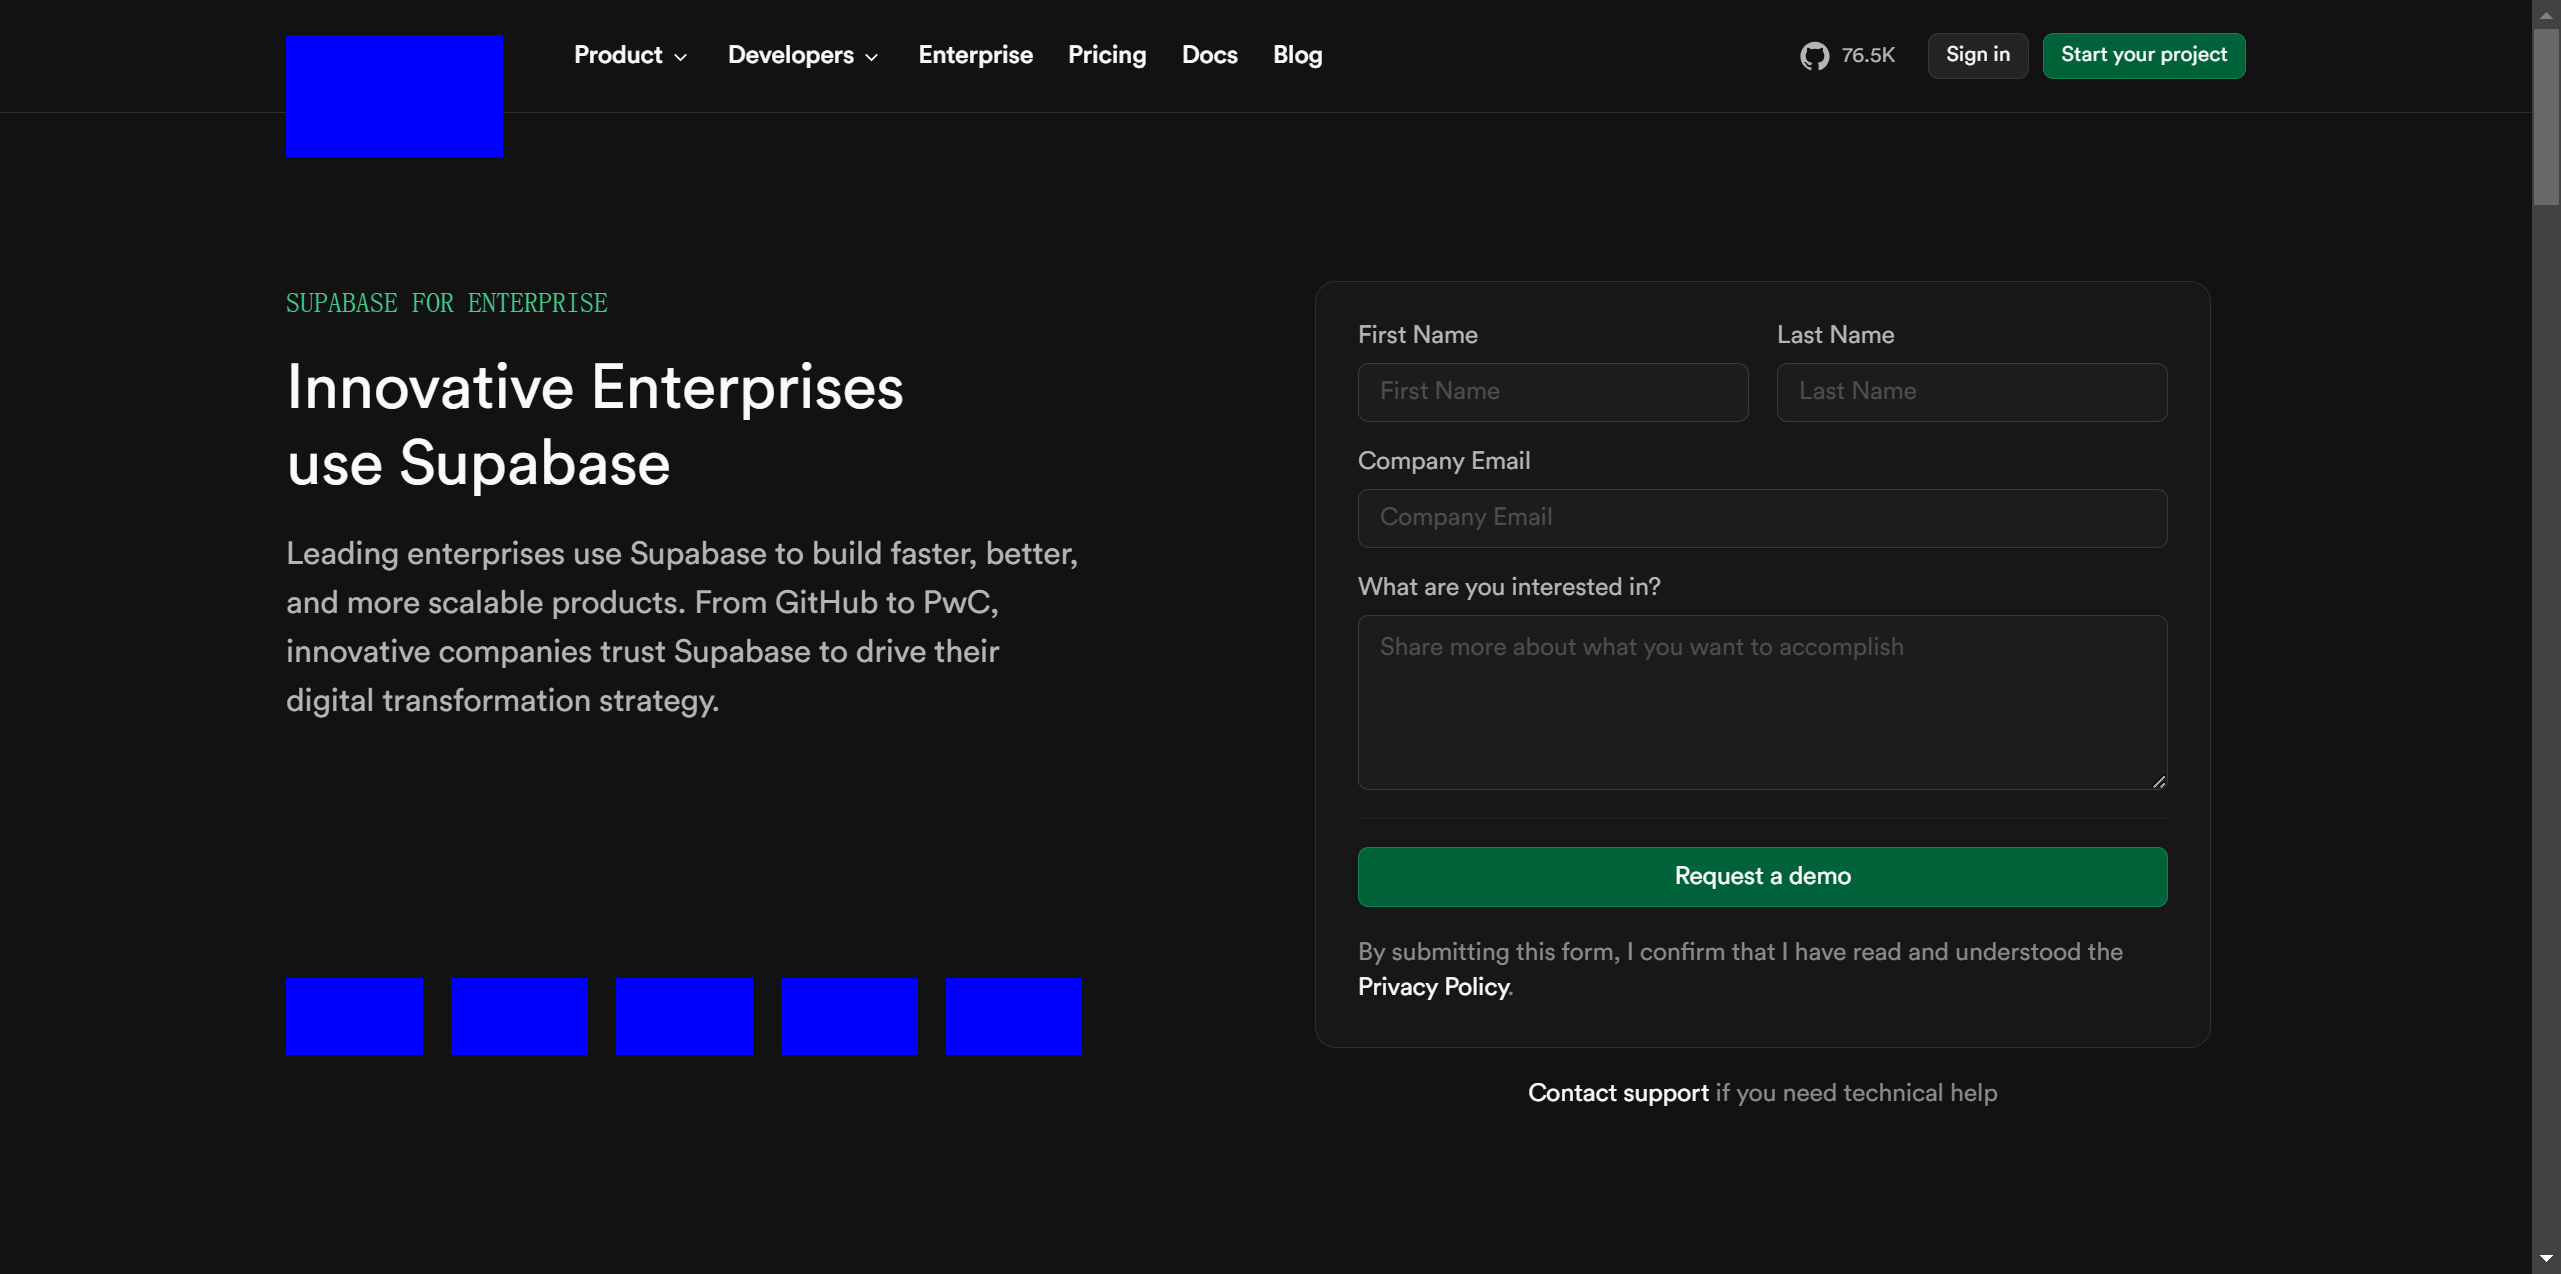 Product
Developers
Enterprise
Pricing
Docs
Blog
76.5K
Sign in
Start your project
SUPABASE FOR ENTERPRISE
Innovative Enterprises
use Supabase
Leading enterprises use Supabase to build faster, better,
and more scalable products. From GitHub to PwC,
innovative companies trust Supabase to drive their
digital transformation strategy.
First Name
Last Name
First Name
Last Name
Company Email
Company Email
What are you interested in?
Share more about what you want to accomplish
Request a demo
By submitting this form, I confirm that I have read and understood the
Privacy Policy.
Contact support if you need technical help